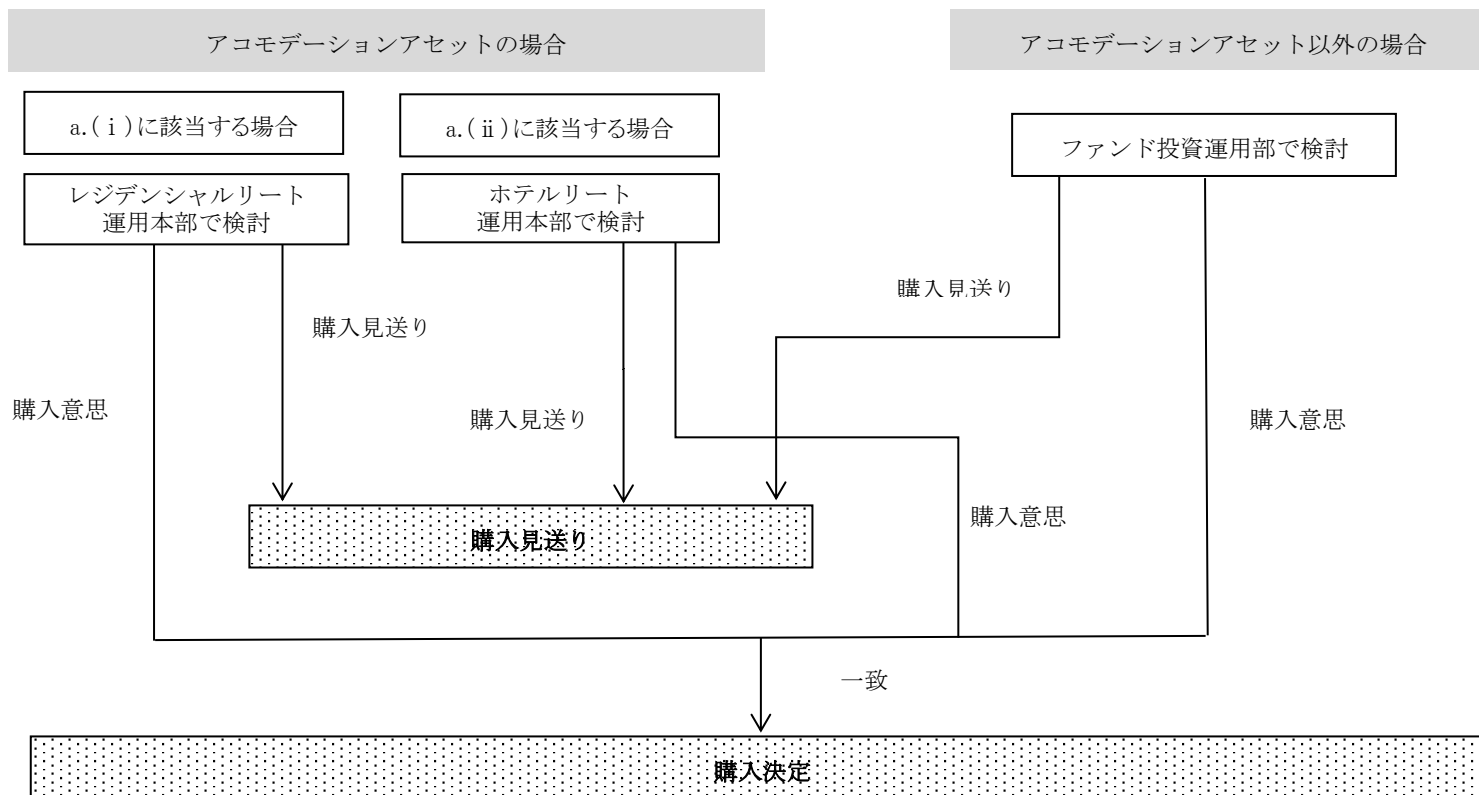 アコモデーションアセットの場合
アコモデーションアセット以外の場合
a.(ⅰ)に該当する場合
a.(ⅱ)に該当する場合
ファンド投資運用部で検討
レジデンシャルリート
運用本部で検討
ホテルリート
運用本部で検討
購入見送り
購入見送り
購入意思
購入見送り
購入意思
購入意思
購入見送り
一致
購入決定